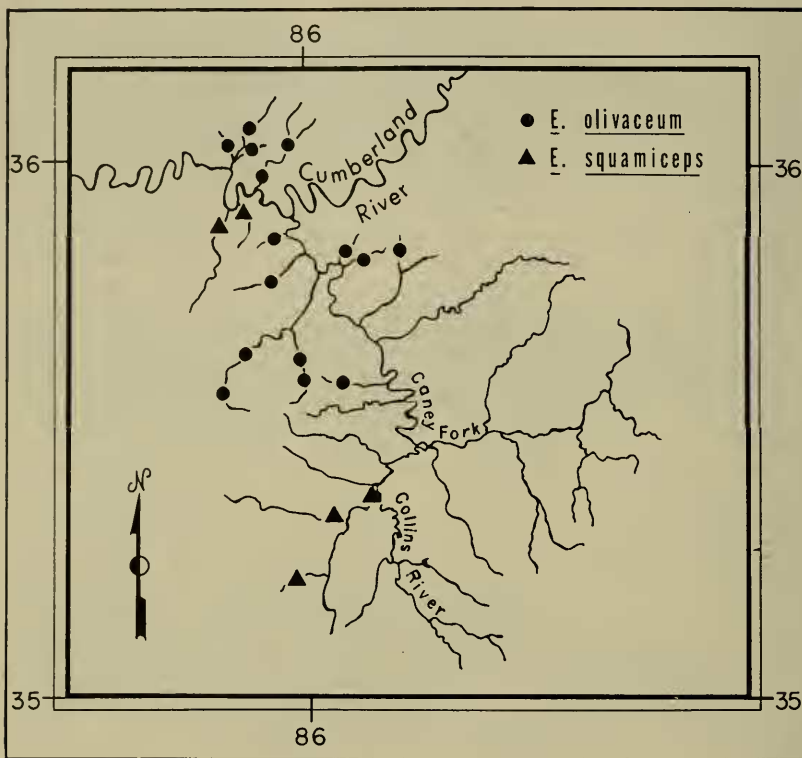 86
36
36
E. olivaceum
E. squamiceps
Cumberland
River
Caney
Fork
N
Collins
River
35
35
86